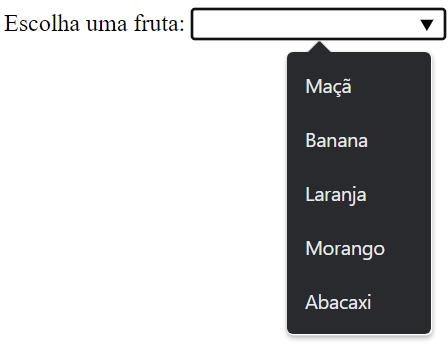 Escolha uma fruta:
Maçã
Banana
Laranja
Morango
Abacaxi